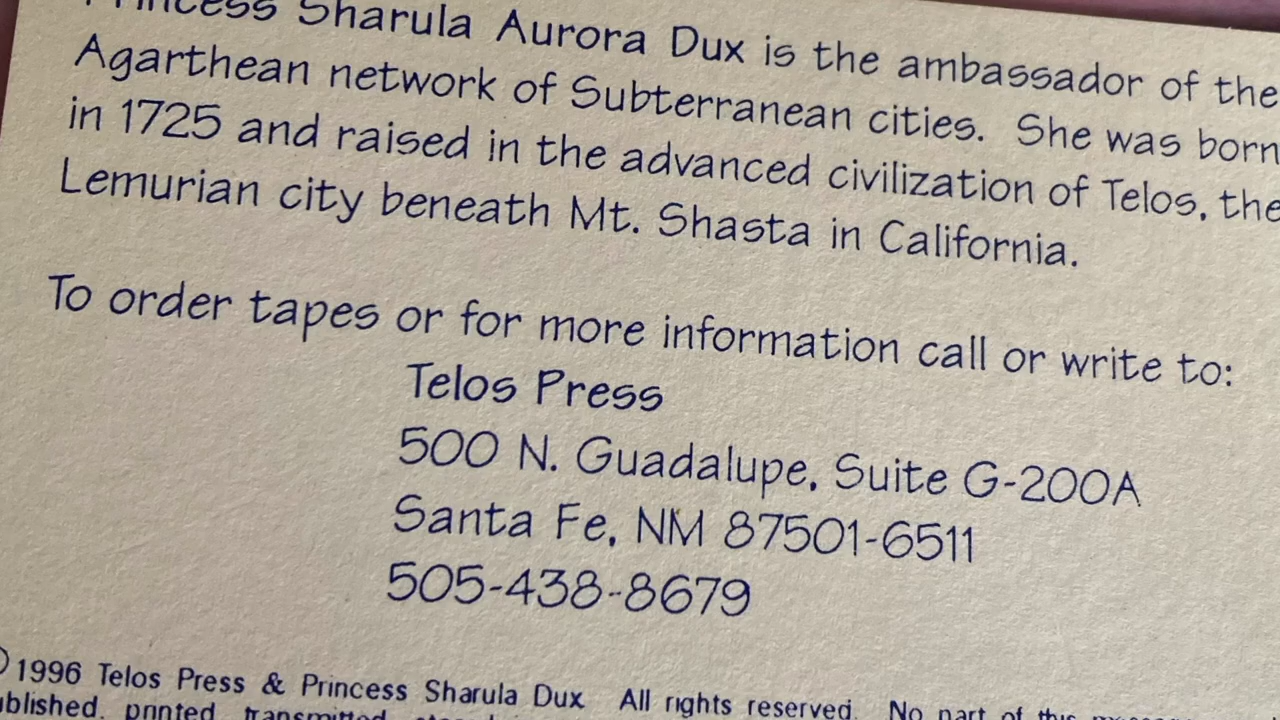 Princess Sharula Aurora Dux is the ambassador of the
Agarthean network of Subterranean cities. She was born
in 1725 and raised in the advanced civilization of Telos, the
Lemurian city beneath Mt. Shasta in California.
To order tapes or for more information call or write to:
Telos Press
500 N. Guadalupe, Suite G-200A
Santa Fe, NM 87501-6511
505-438-8679
©1996 Telos Press & Princess Sharula Dux All rights reserved. No part of this
printed, transmitted,